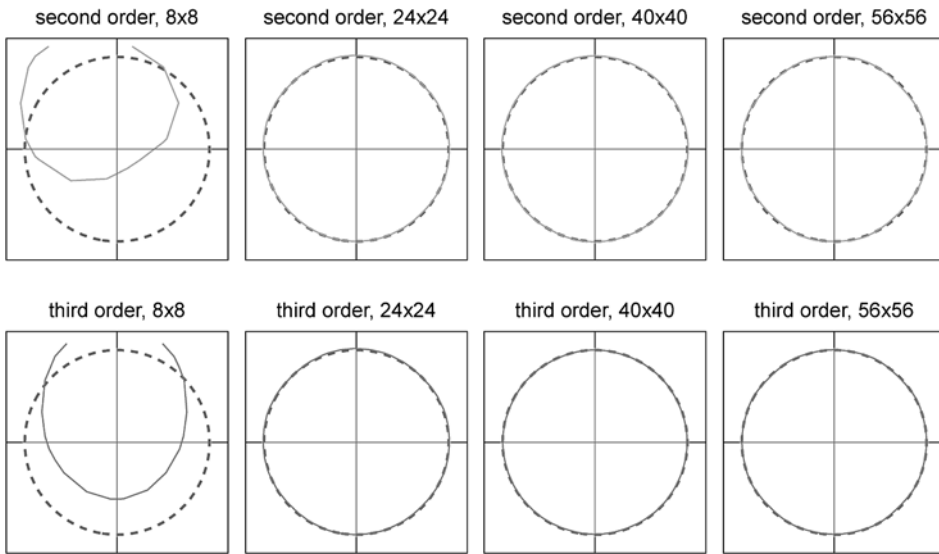 second order, 8x8
second order, 24x24
second order, 40x40
second order, 56x56
third order, 8x8
third order, 24x24
third order, 40x40
third order, 56x56